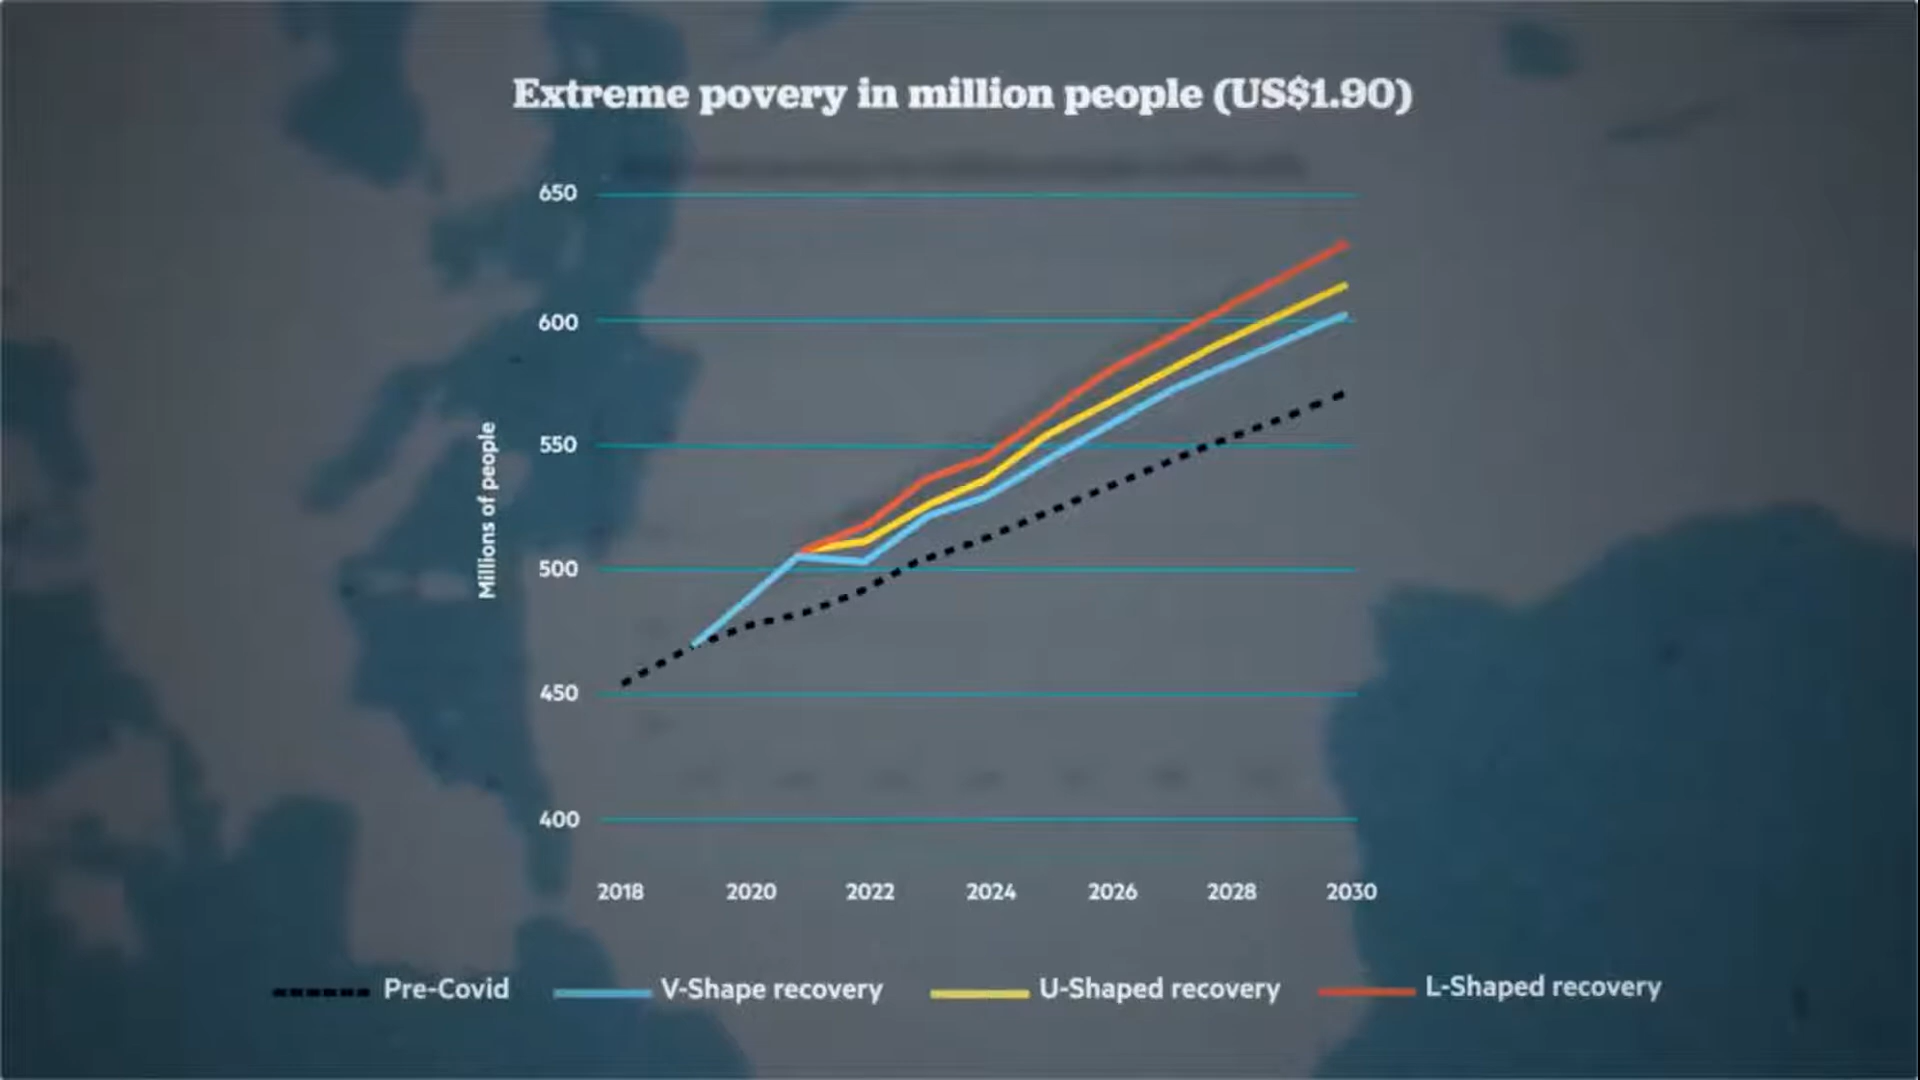 Extreme povery in million people (US$1.90)
650
600
550
500
450
400
Millions of people
2018 2020 2022 2024 2026 2028 2030
Pre-Covid V-Shape recovery U-Shaped recovery L-Shaped recovery